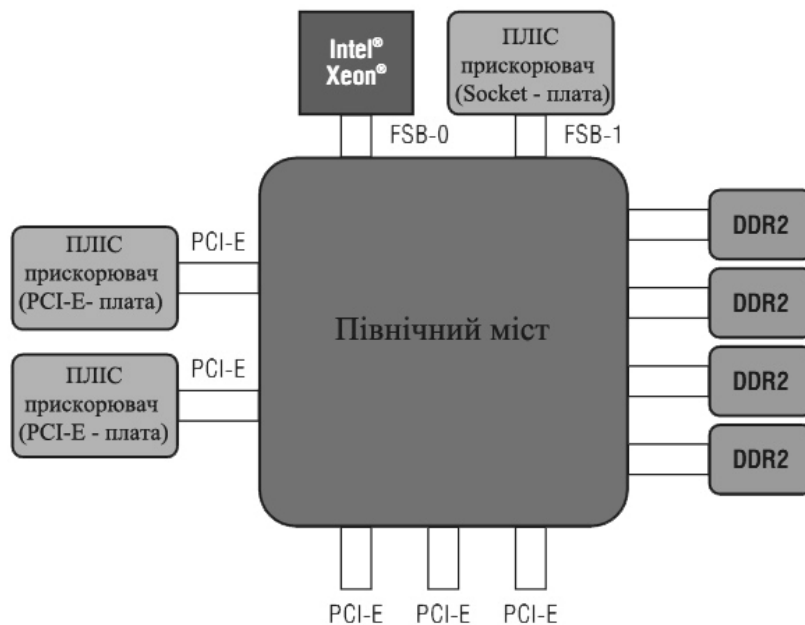 Intel®
Xeon®
ПЛІС
прискорювач
(Socket - плата)
FSB-0
FSB-1
ПЛІС
прискорювач
(PCI-E- плата)
PCI-E
ПЛІС
прискорювач
(PCI-E - плата)
PCI-E
Північний міст
DDR2
DDR2
DDR2
DDR2
PCI-E
PCI-E
PCI-E